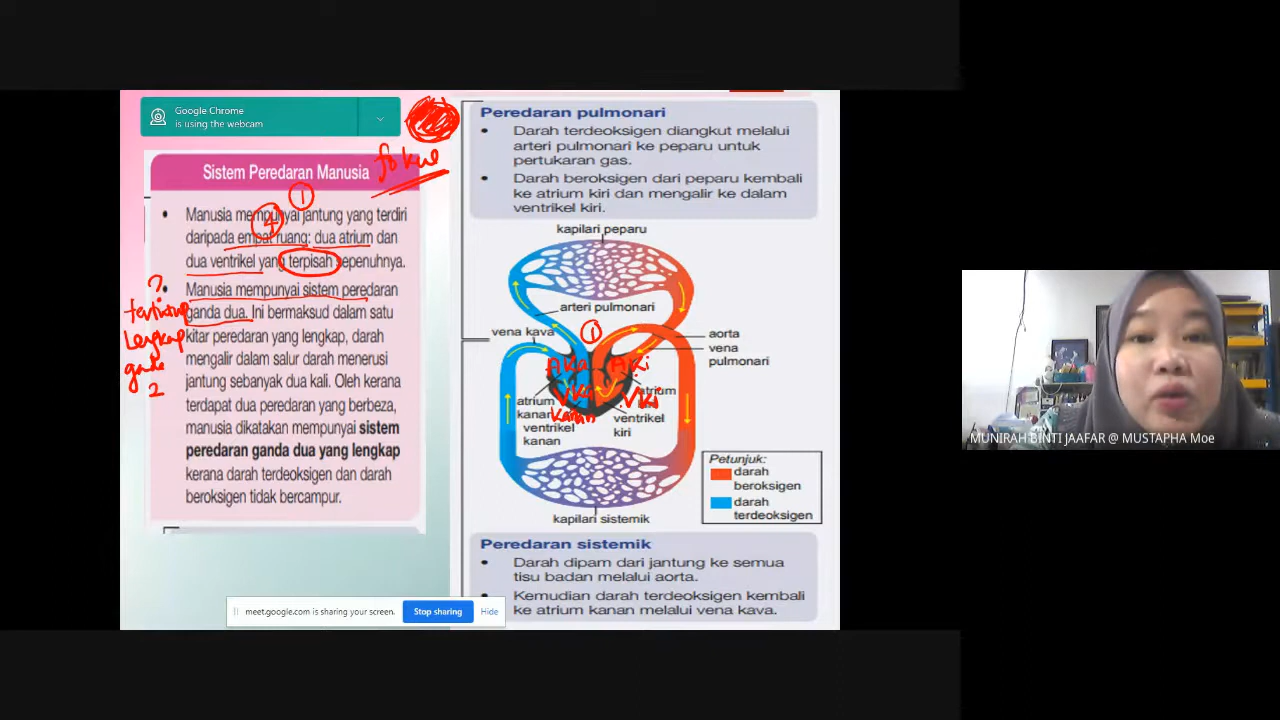 Google Chrome
is using the webcam
fokus
Sistem Peredaran Manusia
1
Manusia mempunyai jantung yang terdiri
4
daripada empat ruang: dua atrium dan
dua ventrikel yang terpisah sepenuhnya.
?
Manusia mempunyai sistem peredaran
ganda dua. Ini bermaksud dalam satu
kitar peredaran yang lengkap, darah
mengalir dalam salur darah menerusi
jantung sebanyak dua kali. Oleh kerana
terdapat dua peredaran yang berbeza,
manusia dikatakan mempunyai sistem
peredaran ganda dua yang lengkap
kerana darah terdeoksigen dan darah
beroksigen tidak bercampur.
lengkap
2
Peredaran pulmonari
Darah terdeoksigen diangkut melalui
arteri pulmonari ke peparu untuk
pertukaran gas.
Darah beroksigen dari peparu kembali
ke atrium kiri dan mengalir ke dalam
ventrikel kiri.
kapilari peparu
arteri pulmonari
vena kava
1
aorta
vena
pulmonari
AKa AKi
VKa VKi
Kanan
atrium
kanan
ventrikel
kanan
atrium
ventrikel
kiri
kapilari sistemik
Petunjuk:
darah
beroksigen
darah
terdeoksigen
Peredaran sistemik
Darah dipam dari jantung ke semua
tisu badan melalui aorta.
Kemudian darah terdeoksigen kembali
ke atrium kanan melalui vena kava.
meet.google.com is sharing your screen. Stop sharing Hide
MUNIRAH BINTI JAAFAR @ MUSTAPHA Moe